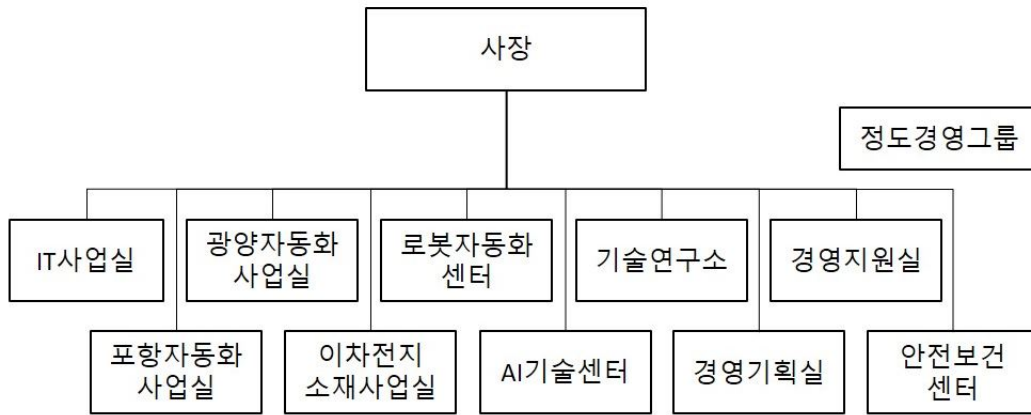 사장
정도경영그룹
IT사업실
광양자동화
사업실
로봇자동화
센터
기술연구소
경영지원실
포항자동화
사업실
이차전지
소재사업실
AI기술센터
경영기획실
안전보건
센터